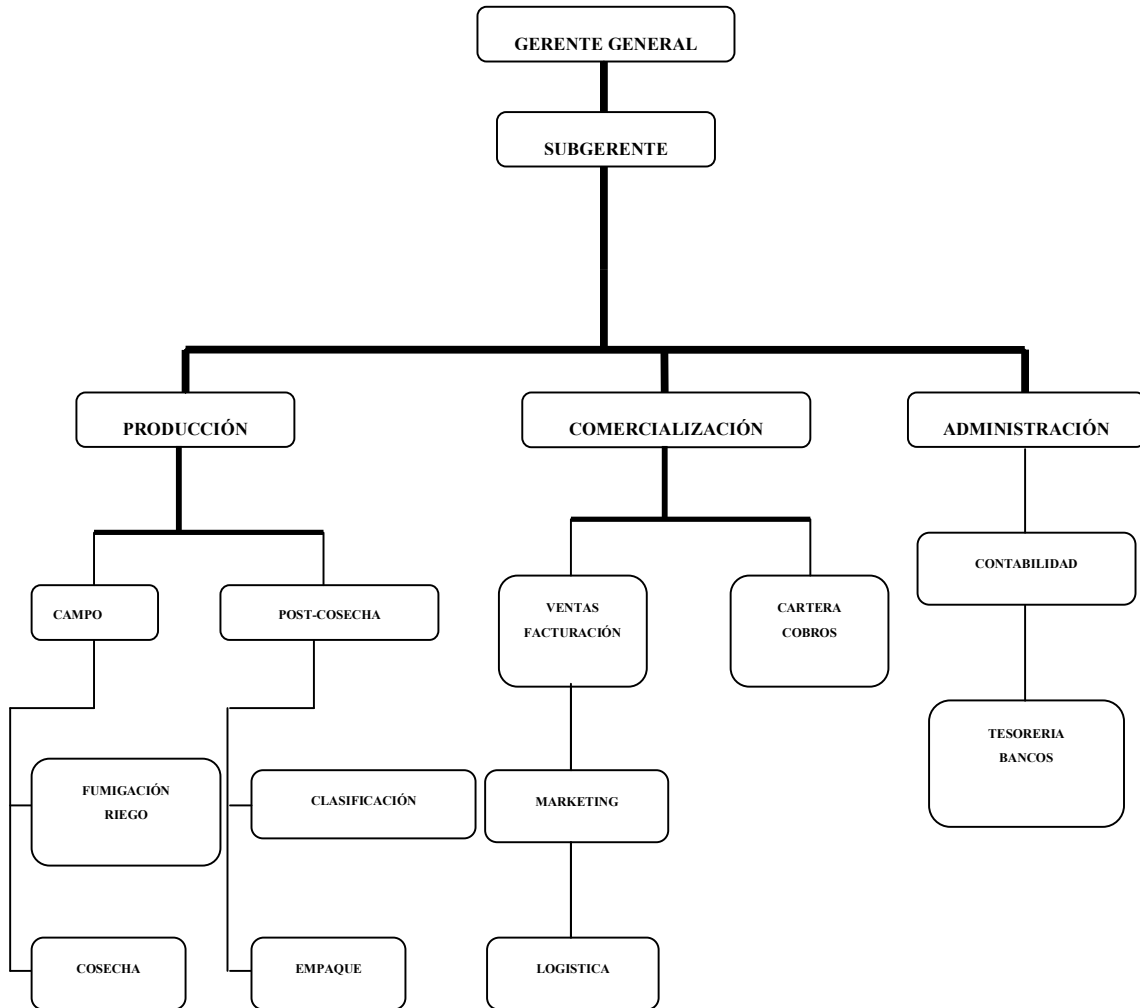 GERENTE GENERAL
SUBGERENTE
PRODUCCIÓN
COMERCIALIZACIÓN
ADMINISTRACIÓN
CAMPO
POST-COSECHA
VENTAS
FACTURACIÓN
CARTERA
COBROS
CONTABILIDAD
FUMIGACIÓN
RIEGO
CLASIFICACIÓN
MARKETING
TESORERIA
BANCOS
COSECHA
EMPAQUE
LOGISTICA